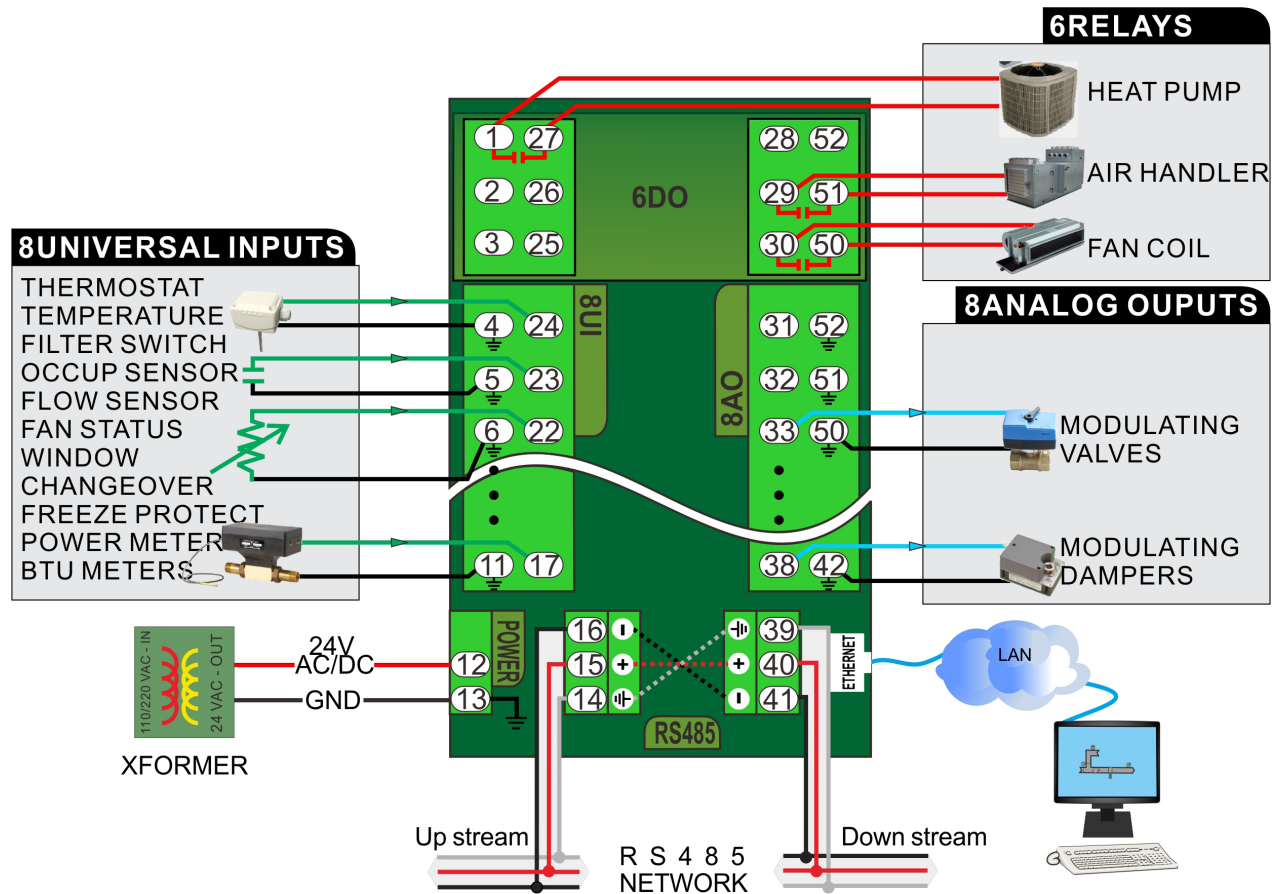 6RELAYS
HEAT PUMP
AIR HANDLER
FAN COIL
1 27
2 26
3 25
6DO
28 52
29 51
30 50
8UNIVERSAL INPUTS
THERMOSTAT
TEMPERATURE
FILTER SWITCH
OCCUP SENSOR
FLOW SENSOR
FAN STATUS
WINDOW
CHANGEOVER
FREEZE PROTECT
POWER METER
BTU METERS
8UI
4 24
5 23
6 22
11 17
8AO
31 52
32 51
33 50
38 42
8ANALOG OUPUTS
MODULATING
VALVES
MODULATING
DAMPERS
110/220 VAC - IN
24 VAC - OUT
XFORMER
24V
AC/DC
GND
12
13
POWER
16 -
15 +
14
39
+ 40
- 41
RS485
ETHERNET
LAN
Up stream
Down stream
R S 4 8 5
NETWORK